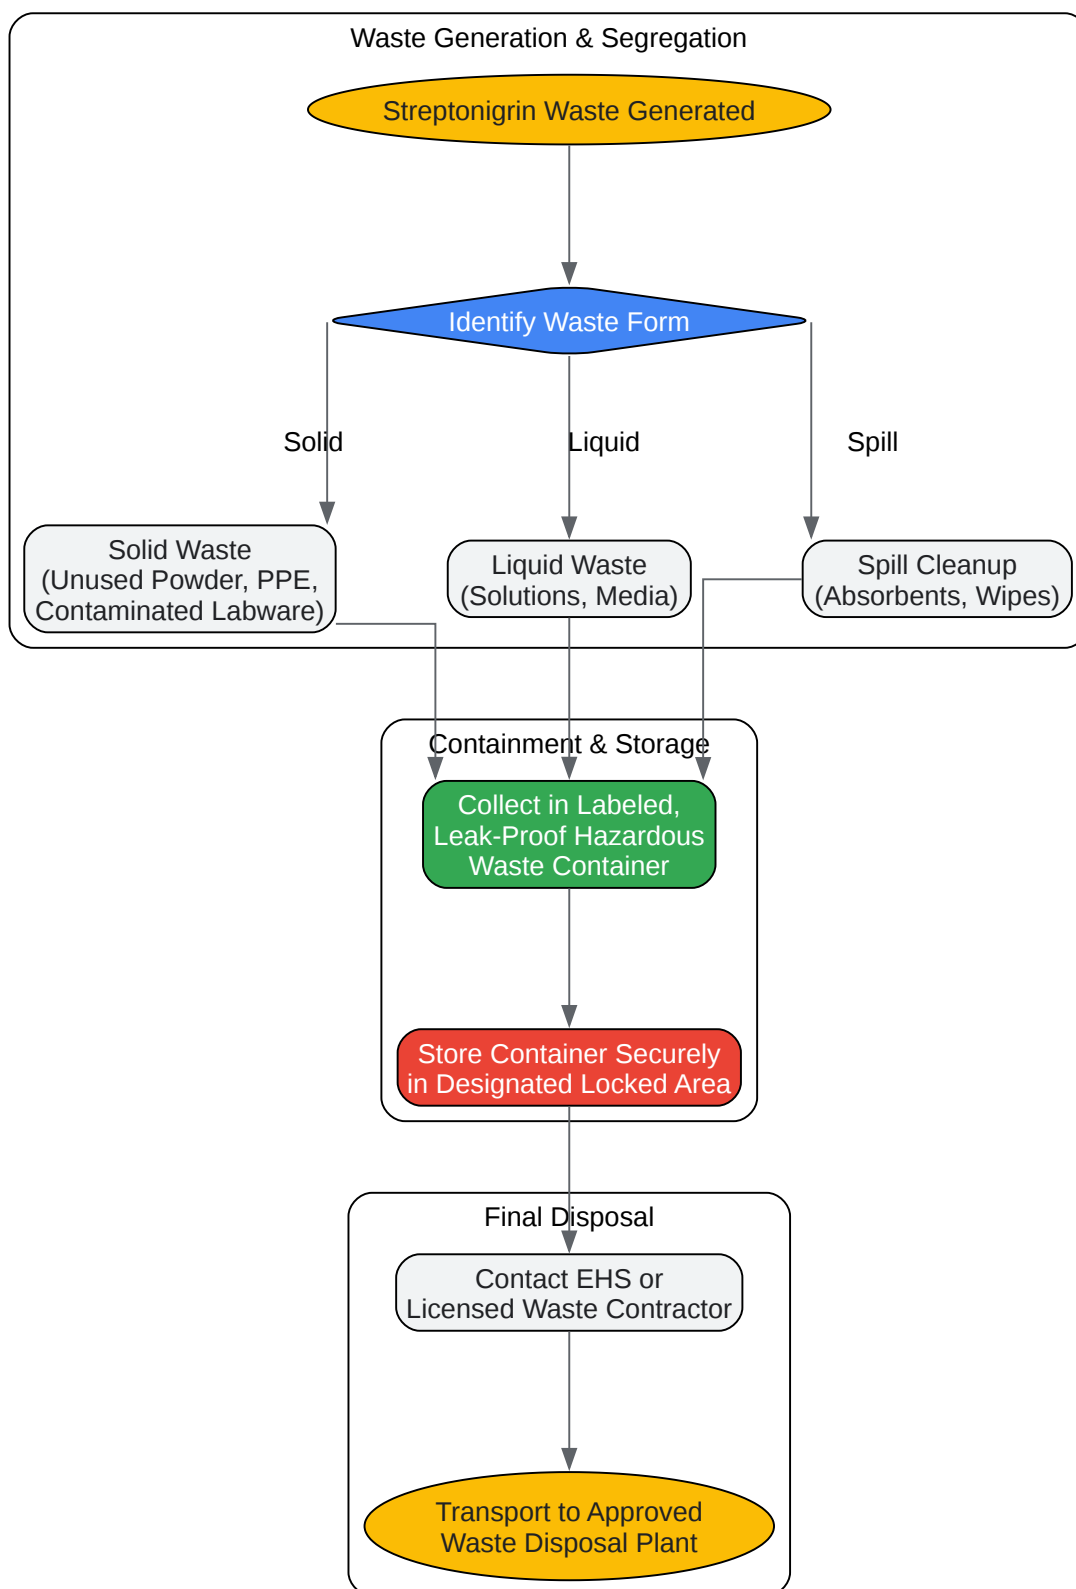 Waste Generation & Segregation
Streptonigrin Waste Generated
Identify Waste Form
Solid
Liquid
Spill
Solid Waste
(Unused Powder, PPE,
Contaminated Labware)
Liquid Waste
(Solutions, Media)
Spill Cleanup
(Absorbents, Wipes)
Containment & Storage
Collect in Labeled,
Leak-Proof Hazardous
Waste Container
Store Container Securely
in Designated Locked Area
Final Disposal
Contact EHS or
Licensed Waste Contractor
Transport to Approved
Waste Disposal Plant